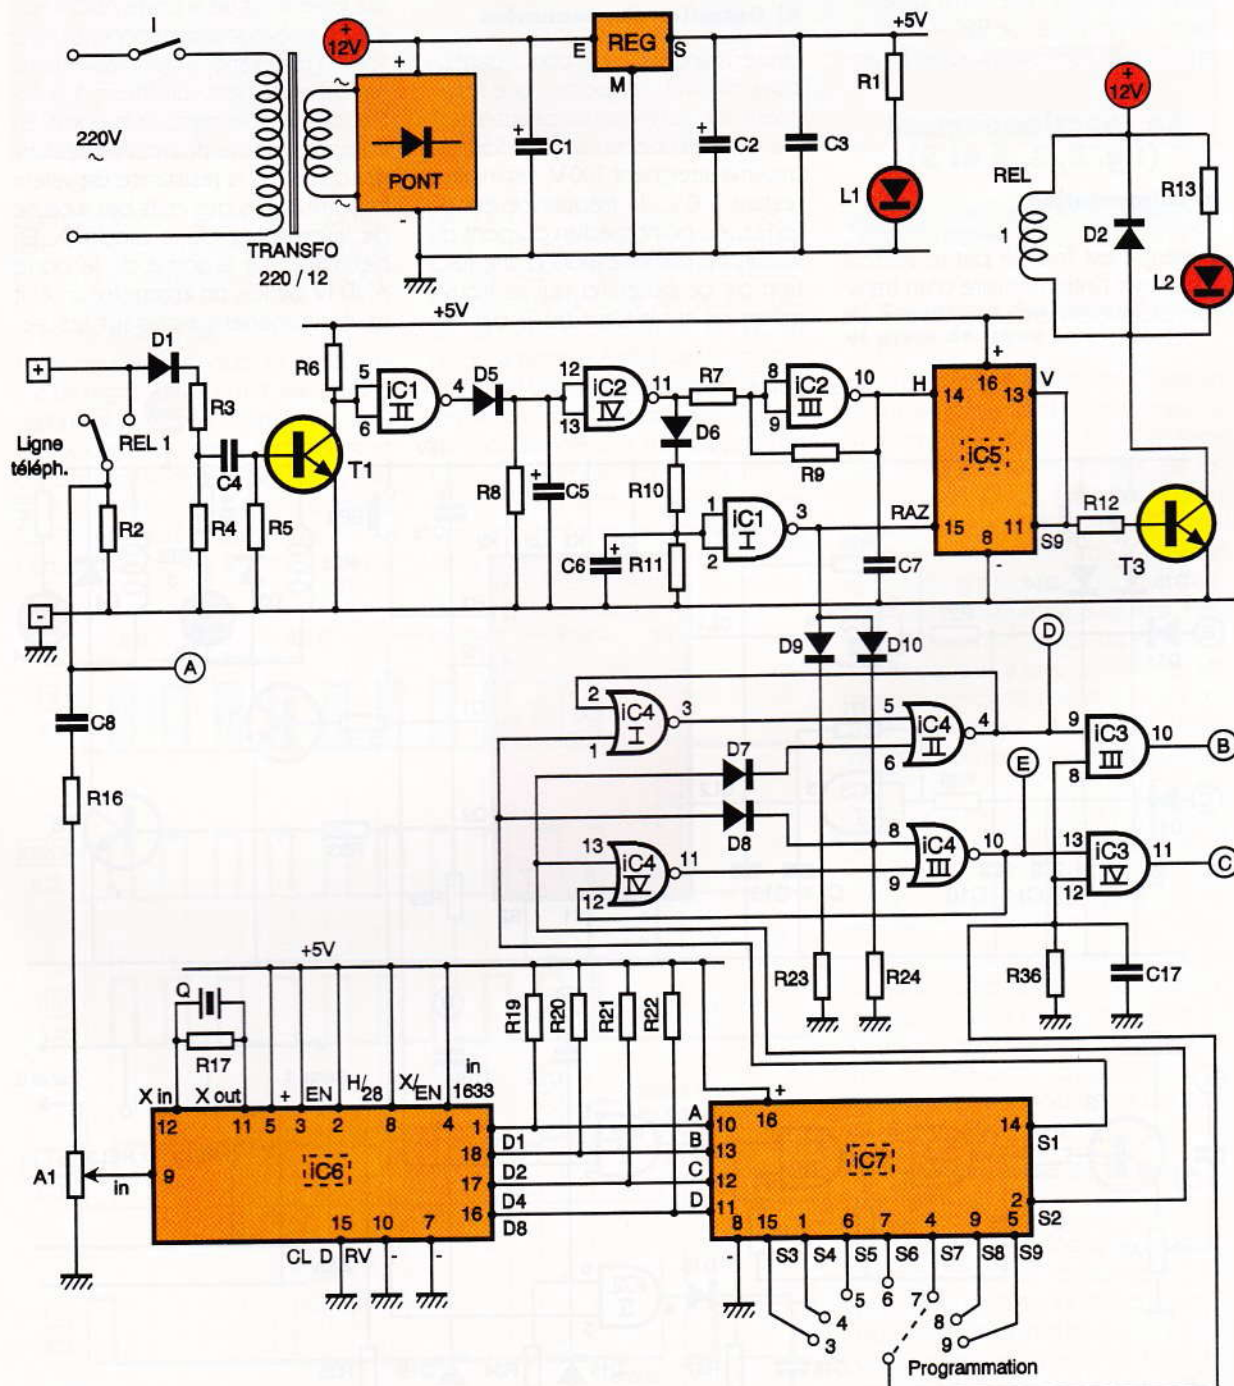 I
+
12V
220V
~
TRANSFO
220 / 12
~
~
+
PONT
-
E
REG
S
M
+5V
+
C1
+
C2
C3
R1
L1
+
12V
REL
1
D2
R13
L2
+5V
+
D1
REL 1
Ligne
téléph.
R2
R3
C4
R4
R5
R6
T1
5
6
iC1
II
4
D5
R8
+
C5
12
13
iC2
IV
11
R7
D6
R10
C6
+
R11
8
9
iC2
III
10
R9
1
2
iC1
I
3
C7
H
14
RAZ
15
+
16
iC5
8
-
13
V
11
S9
R12
T3
-
A
C8
R16
D9
D10
D
2
1
iC4
I
3
5
6
iC4
II
4
9
8
iC3
III
10
B
D7
D8
E
13
12
iC4
IV
11
8
9
iC4
III
10
13
12
iC3
IV
11
C
R23
R24
R36
C17
+5V
Q
R17
R19
R20
R21
R22
X in
X out
+
EN
H/28
X/EN
in
1633
12
11
5
3
2
8
4
A1
in
9
iC6
1
18
17
16
D1
D2
D4
D8
15
10
7
CL D
RV
-
-
A
B
C
D
10
13
12
11
+
16
iC7
14
S1
2
S2
8
15
1
6
7
4
9
5
-
S3
S4
S5
S6
S7
S8
S9
3
4
5
6
7
8
9
Programmation